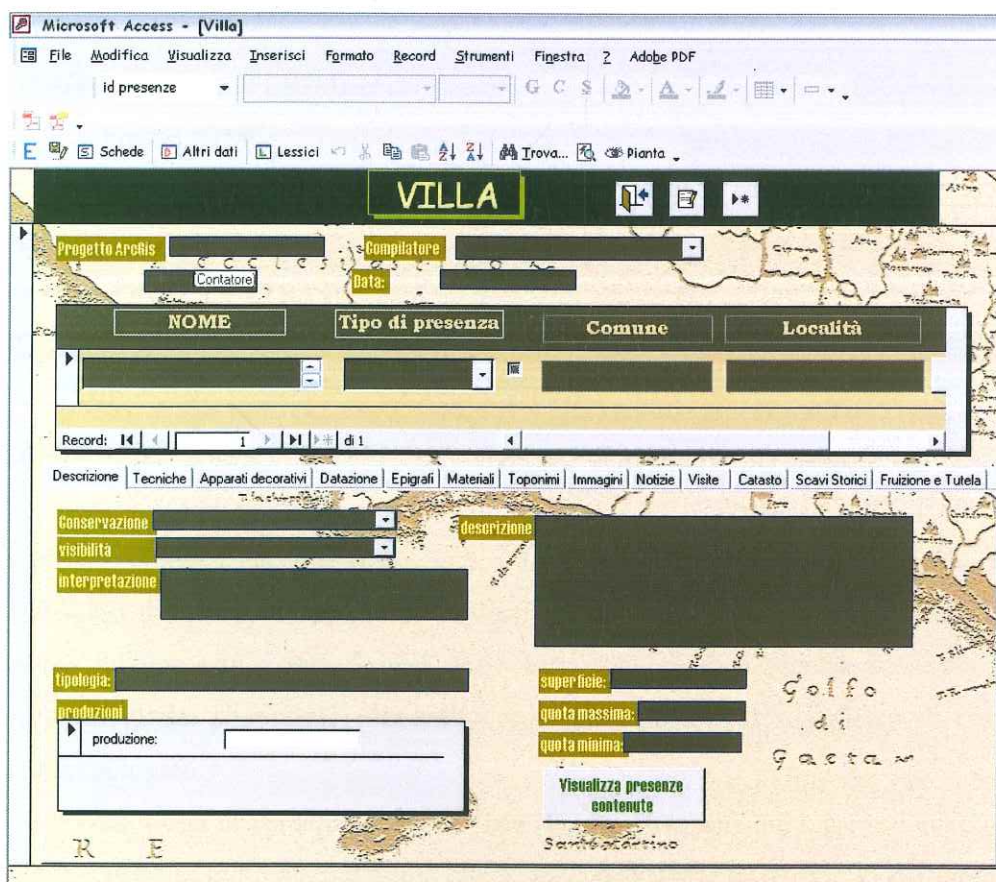 Microsoft Access - [Villa]
File Modifica Visualizza Inserisci Formato Record Strumenti Finestra ? Adobe PDF
id presenze G C S
E Schede Altri dati Lessici Trova... Pianta
VILLA
Progetto ArcGis Compilatore
Contatore Data:
NOME Tipo di presenza Comune Località
Record: 1 di 1
Descrizione Tecniche Apparati decorativi Datazione Epigrafi Materiali Toponimi Immagini Notizie Visite Catasto Scavi Storici Fruizione e Tutela
Conservazione descrizione
visibilità
interpretazione
tipologia: superficie:
produzioni quota massima:
produzione: quota minima:
Golfo
di
Gaeta
Visualizza presenze
contenute
R E